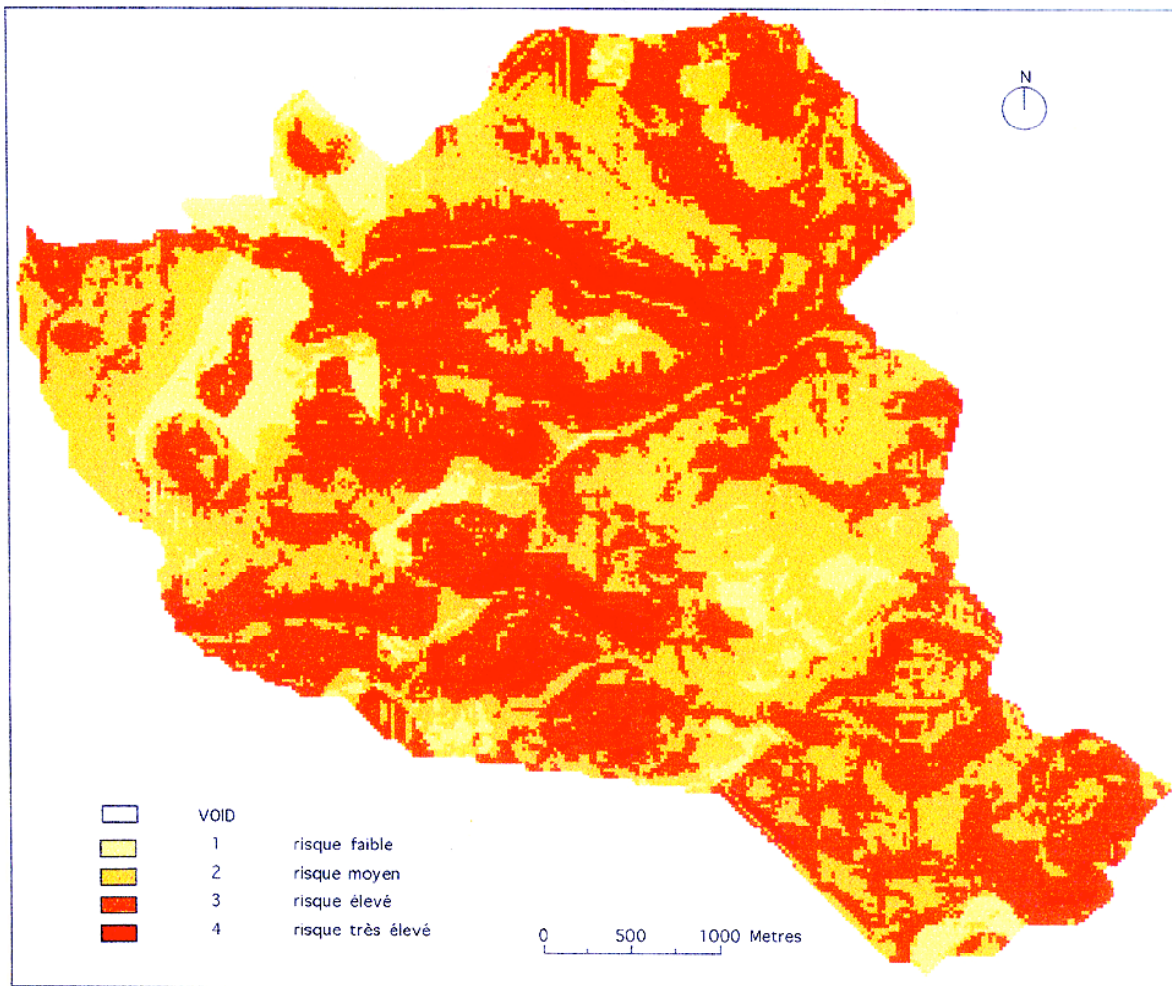 N
VOID
1 risque faible
2 risque moyen
3 risque élevé
4 risque très élevé
0 500 1000 Metres